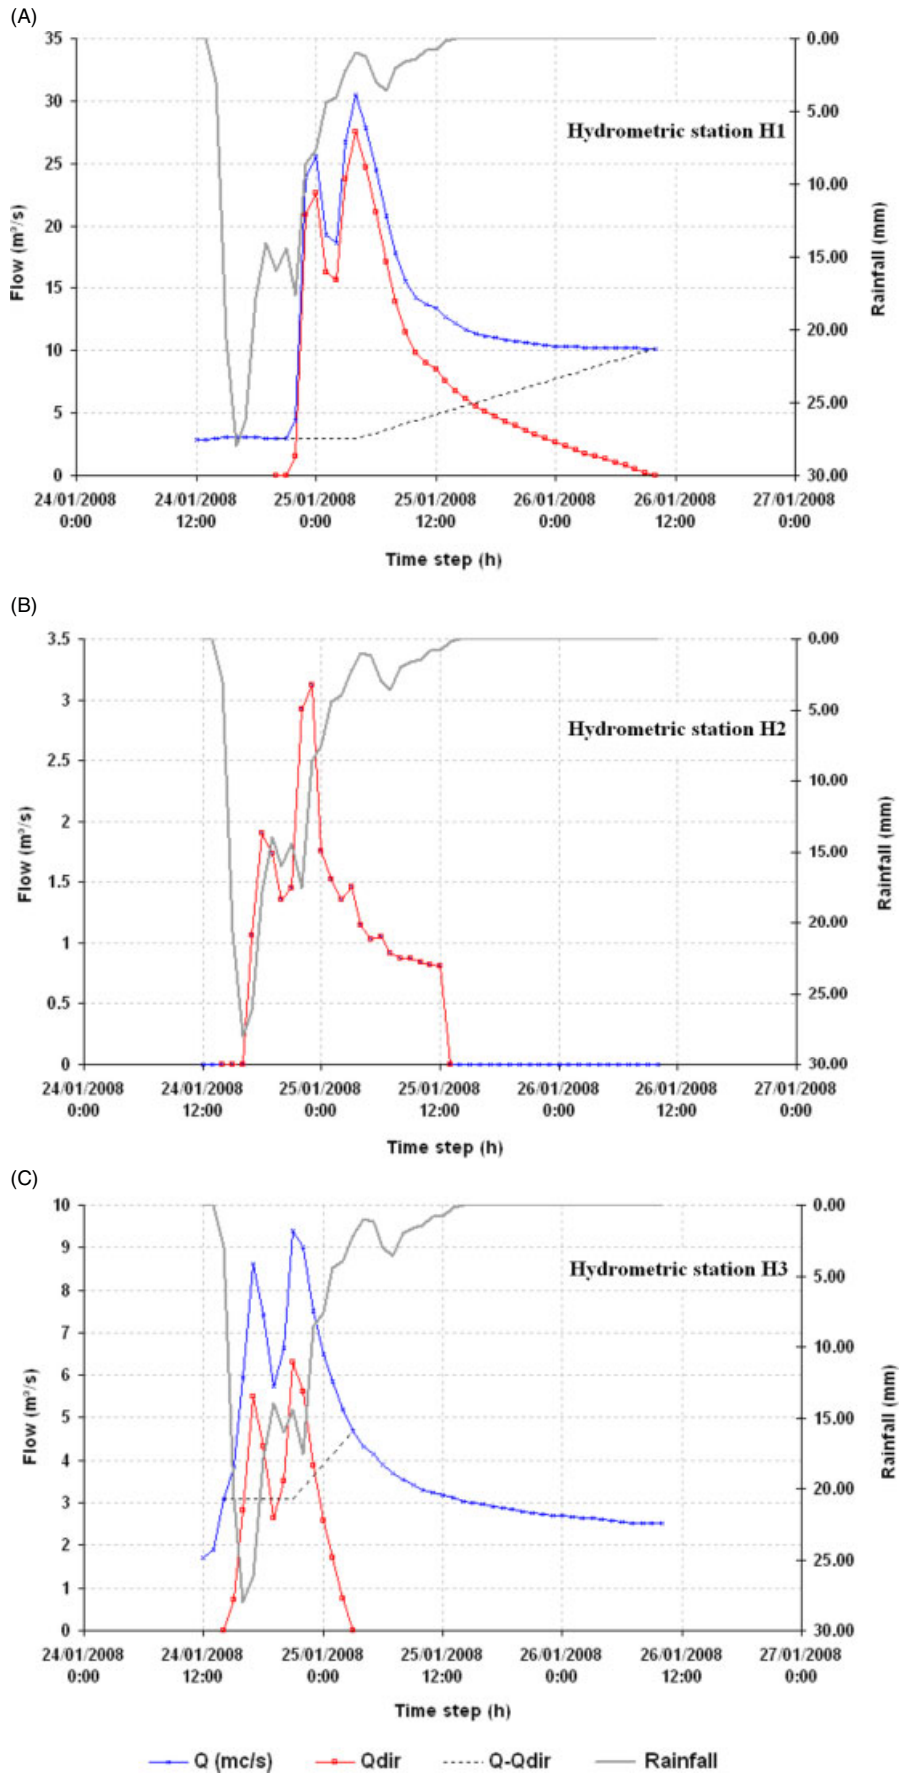 (A)
35 0.00
30 5.00
Hydrometric station H1
25 10.00
20 15.00
15 20.00
10 25.00
5
0 30.00
Flow (m³/s)
Rainfall (mm)
24/01/2008 24/01/2008 25/01/2008 25/01/2008 26/01/2008 26/01/2008 27/01/2008
0:00 12:00 0:00 12:00 0:00 12:00 0:00
Time step (h)
(B)
3.5 0.00
3 5.00
Hydrometric station H2
2.5 10.00
2 15.00
1.5 20.00
1
0.5 25.00
0 30.00
Flow (m³/s)
Rainfall (mm)
24/01/2008 24/01/2008 25/01/2008 25/01/2008 26/01/2008 26/01/2008 27/01/2008
0:00 12:00 0:00 12:00 0:00 12:00 0:00
Time step (h)
(C)
10 0.00
9
Hydrometric station H3
8 5.00
7 10.00
6
5 15.00
4
3 20.00
2
1 25.00
0 30.00
Flow (m³/s)
Rainfall (mm)
24/01/2008 24/01/2008 25/01/2008 25/01/2008 26/01/2008 26/01/2008 27/01/2008
0:00 12:00 0:00 12:00 0:00 12:00 0:00
Time step (h)
Q (mc/s) Qdir Q-Qdir Rainfall